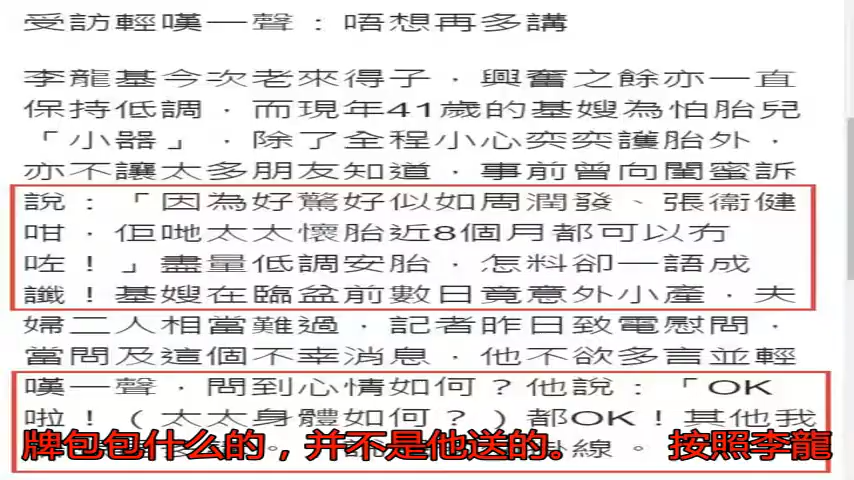 受訪輕嘆一聲：唔想再多講
李龍基今次老來得子，興奮之餘亦一直
保持低調，而現年41歲的基嫂為怕胎兒
「小器」，除了全程小心奕奕護胎外，
亦不讓太多朋友知道，事前曾向閨蜜訴
說：「因為好驚好似如周潤發、張衞健
咁，佢哋太太懷胎近8個月都可以冇
咗！」盡量低調安胎，怎料卻一語成
讖！基嫂在臨盆前數日竟意外小產，夫
婦二人相當難過，記者昨日致電慰問，
當問及這個不幸消息，他不欲多言並輕
嘆一聲，問到心情如何？他說：「OK
啦！（太太身體如何？）都OK！其他我
線。
牌包包什么的，并不是他送的。 按照李龍